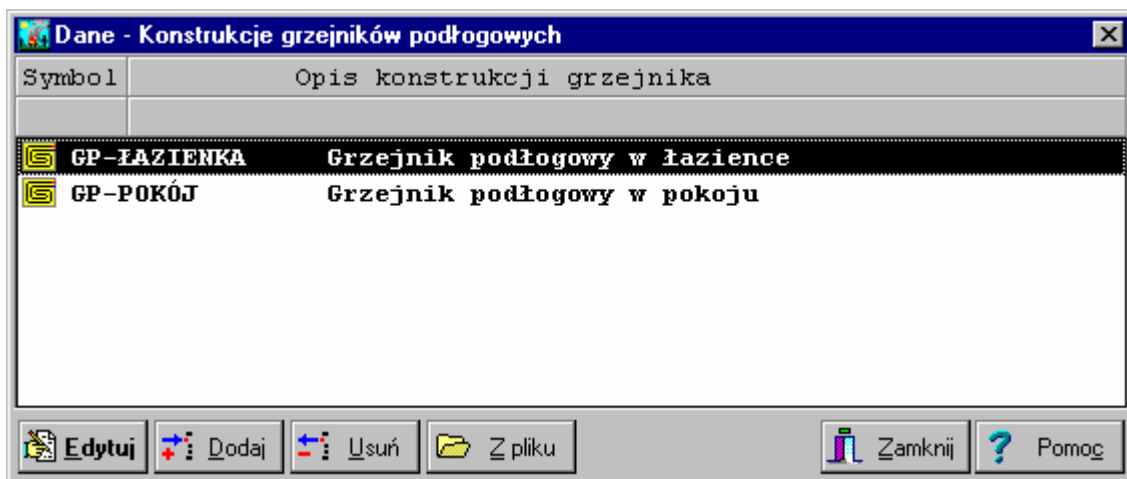 Dane - Konstrukcje grzejników podłogowych
Symbol Opis konstrukcji grzejnika
GP-ŁAZIENKA Grzejnik podłogowy w łazience
GP-POKÓJ Grzejnik podłogowy w pokoju
Edytuj Dodaj Usuń Z pliku Zamknij Pomoc